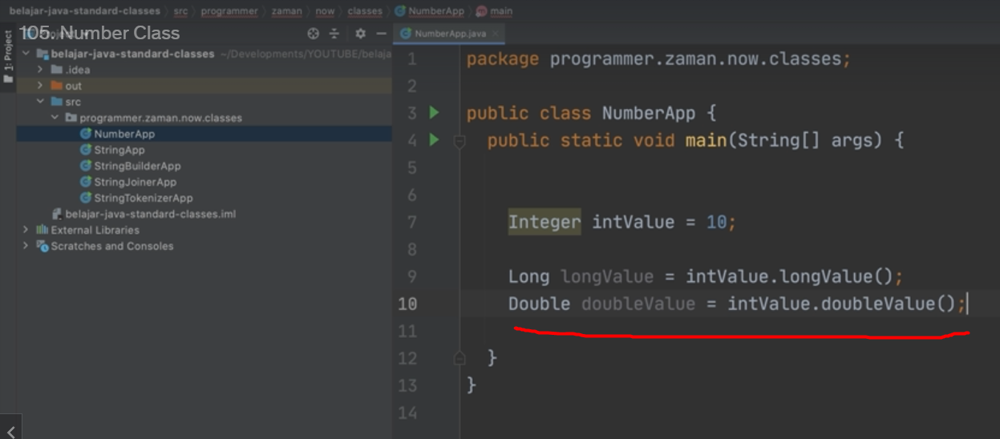 belajar-java-standard-classes src programmer zaman now classes NumberApp main
105. Number Class
1: Project
NumberApp.java
belajar-java-standard-classes ~/Developments/YOUTUBE/belaja
.idea
out
src
programmer.zaman.now.classes
NumberApp
StringApp
StringBuilderApp
StringJoinerApp
StringTokenizerApp
belajar-java-standard-classes.iml
External Libraries
Scratches and Consoles
1 package programmer.zaman.now.classes;
2
3 public class NumberApp {
4 public static void main(String[] args) {
5
6
7 Integer intValue = 10;
8
9 Long longValue = intValue.longValue();
10 Double doubleValue = intValue.doubleValue();
11
12 }
13 }
14